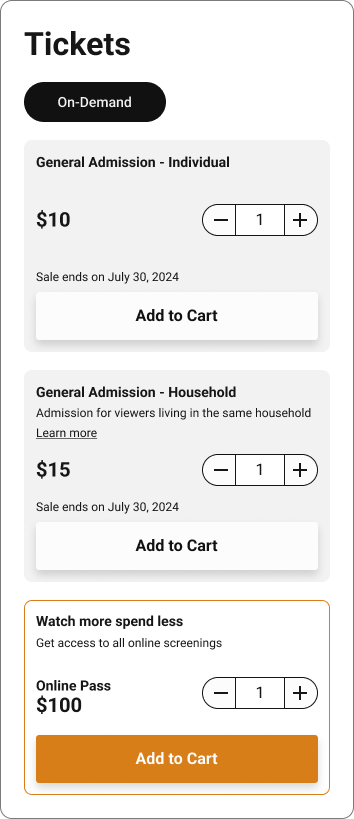 Tickets
On-Demand
General Admission - Individual
$10
1
Sale ends on July 30, 2024
Add to Cart
General Admission - Household
Admission for viewers living in the same household
Learn more
$15
1
Sale ends on July 30, 2024
Add to Cart
Watch more spend less
Get access to all online screenings
Online Pass
$100
1
Add to Cart